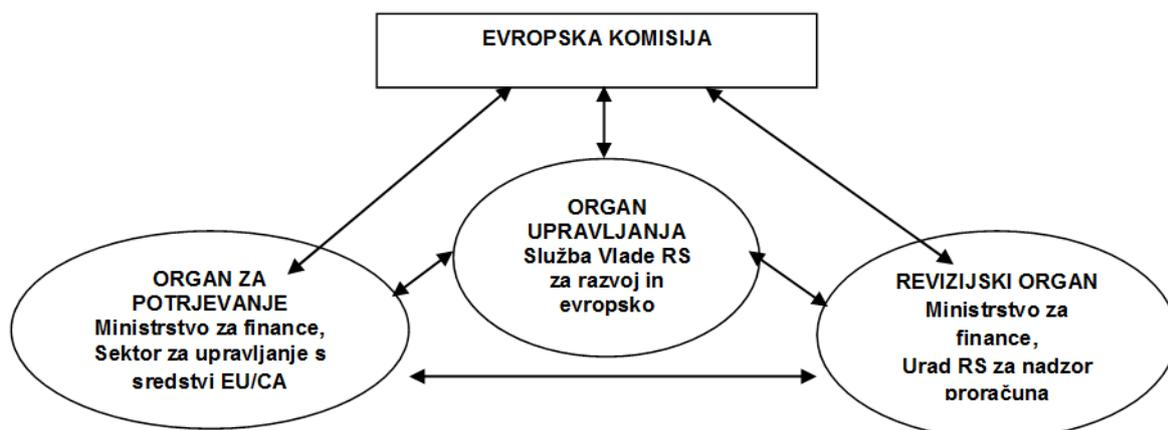 EVROPSKA KOMISIJA
ORGAN
UPRAVLJANJA
Služba Vlade RS
za razvoj in
evropsko
ORGAN ZA
POTRJEVANJE
Ministrstvo za finance,
Sektor za upravljanje s
sredstvi EU/CA
REVIZIJSKI ORGAN
Ministrstvo za
finance,
Urad RS za nadzor
proračuna